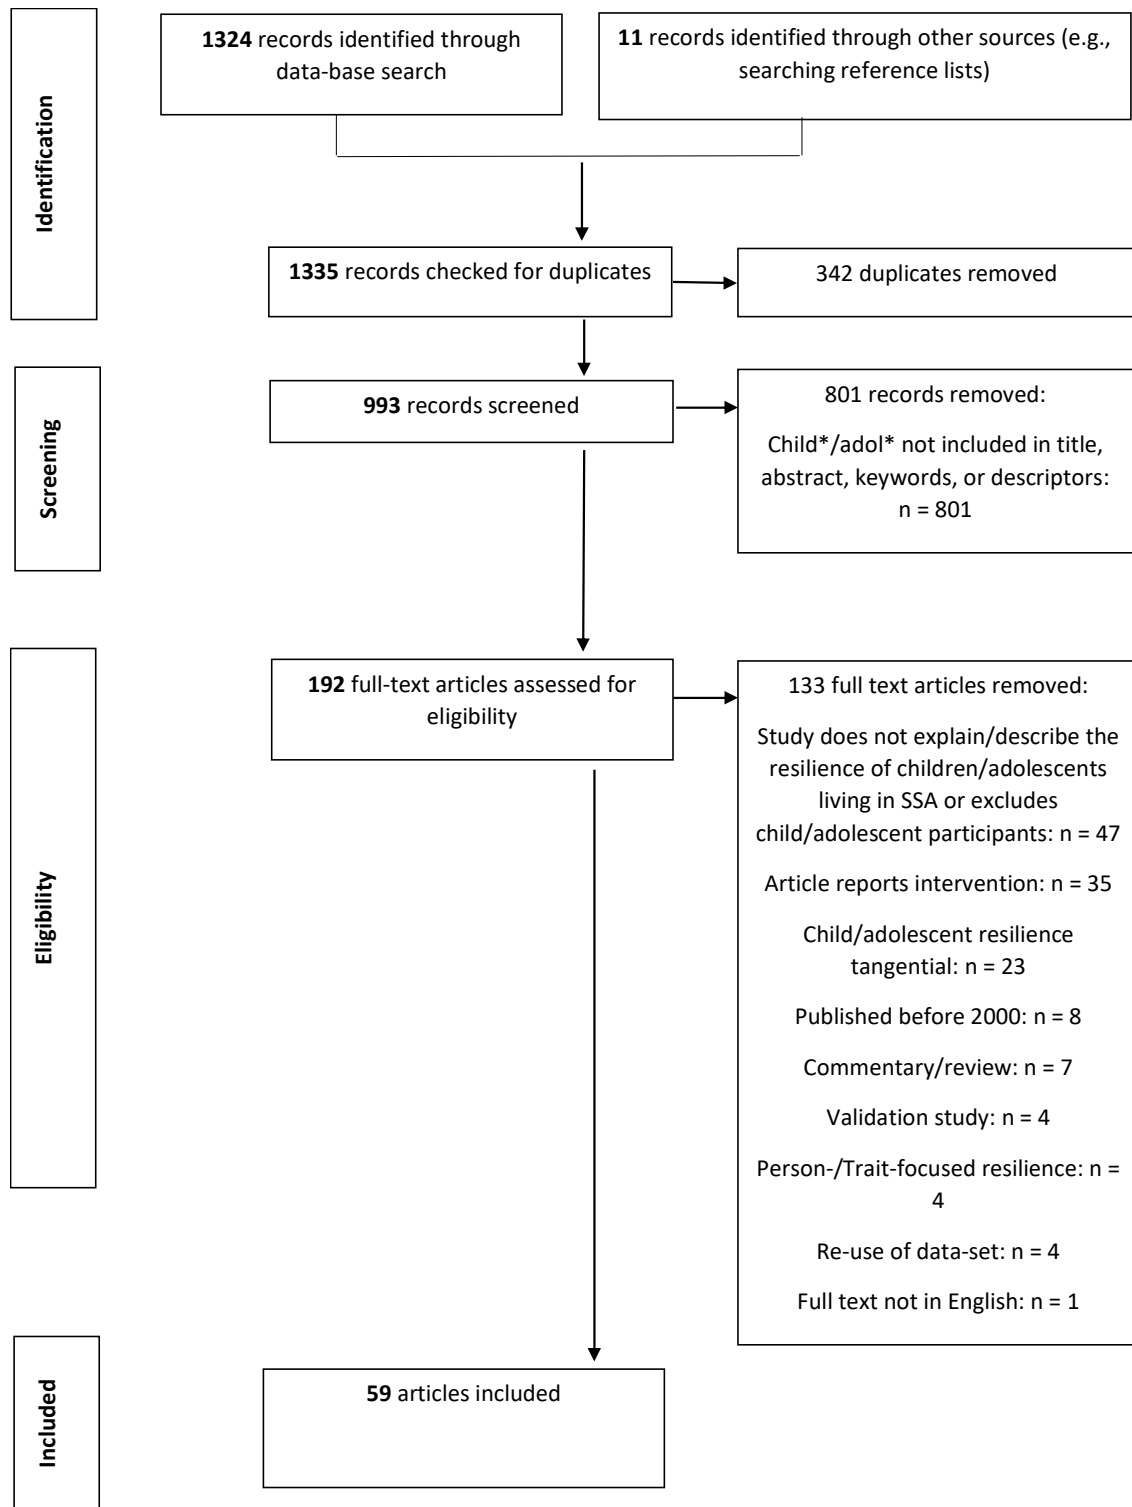 Identification
1324 records identified through
data-base search
11 records identified through other sources (e.g.,
searching reference lists)
1335 records checked for duplicates
342 duplicates removed
Screening
993 records screened
801 records removed:
Child*/adol* not included in title,
abstract, keywords, or descriptors:
n = 801
Eligibility
192 full-text articles assessed for
eligibility
133 full text articles removed:
Study does not explain/describe the
resilience of children/adolescents
living in SSA or excludes
child/adolescent participants: n = 47
Article reports intervention: n = 35
Child/adolescent resilience
tangential: n = 23
Published before 2000: n = 8
Commentary/review: n = 7
Validation study: n = 4
Person-/Trait-focused resilience: n =
4
Re-use of data-set: n = 4
Full text not in English: n = 1
Included
59 articles included